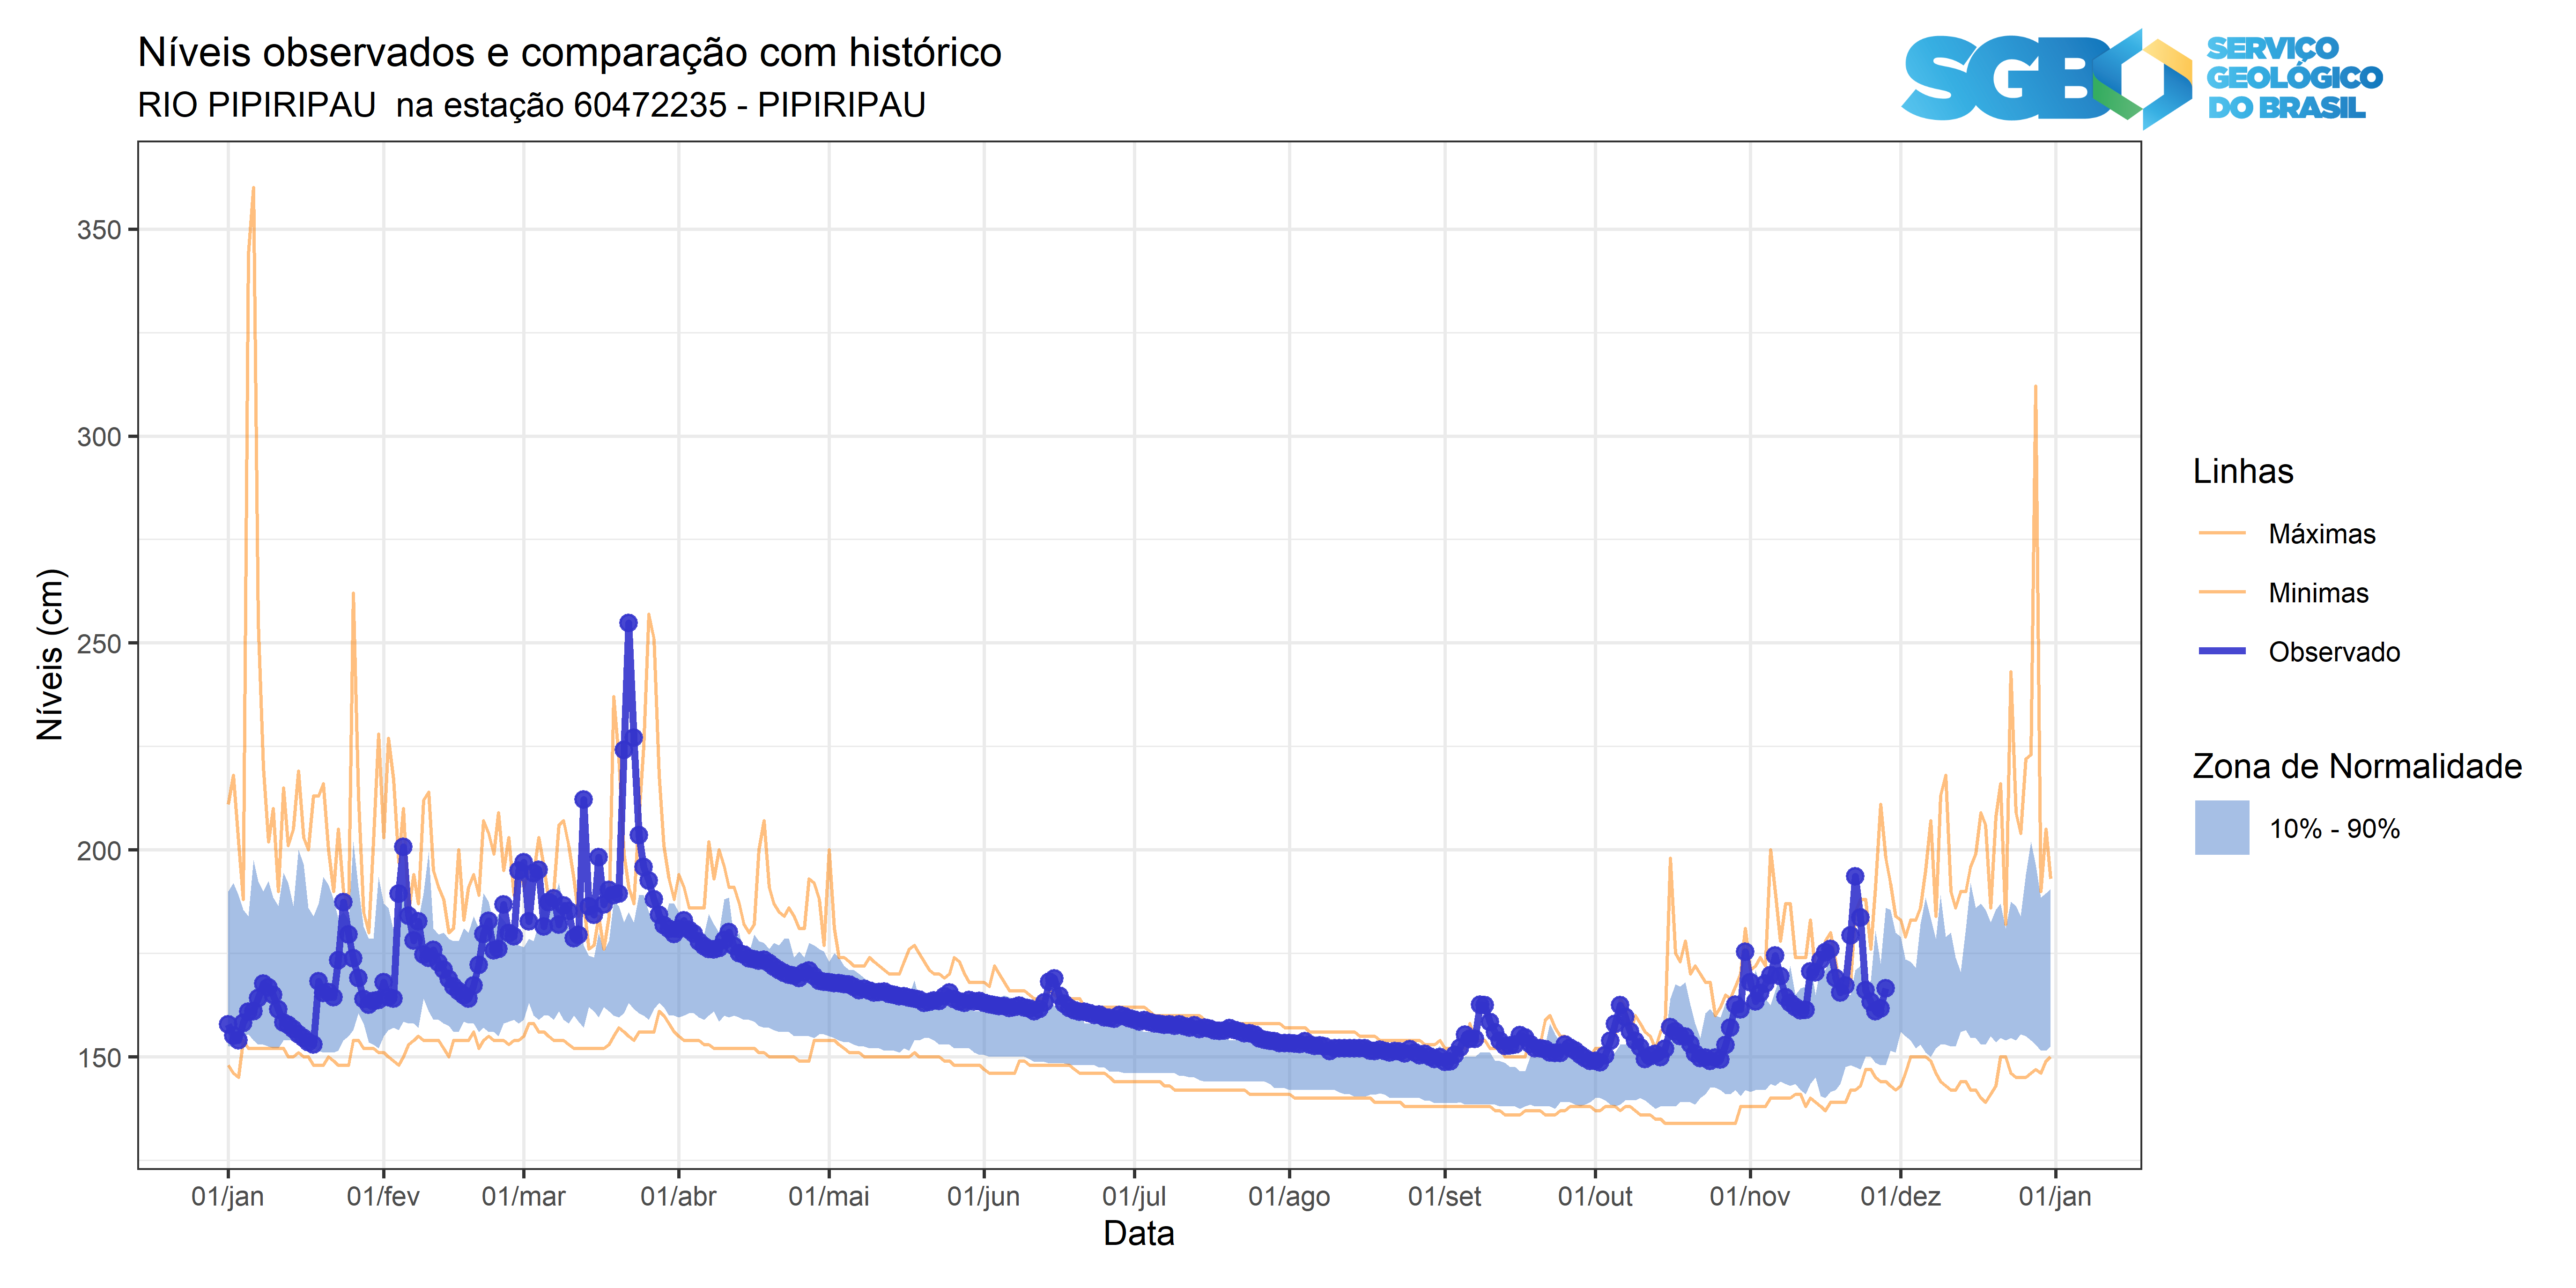 Níveis observados e comparação com histórico
RIO PIPIRIPAU na estação 60472235 - PIPIRIPAU
SGB
SERVIÇO
GEOLÓGICO
DO BRASIL
Níveis (cm)
350
300
250
200
150
01/jan
01/fev
01/mar
01/abr
01/mai
01/jun
01/jul
01/ago
01/set
01/out
01/nov
01/dez
01/jan
Data
Linhas
Máximas
Minimas
Observado
Zona de Normalidade
10% - 90%